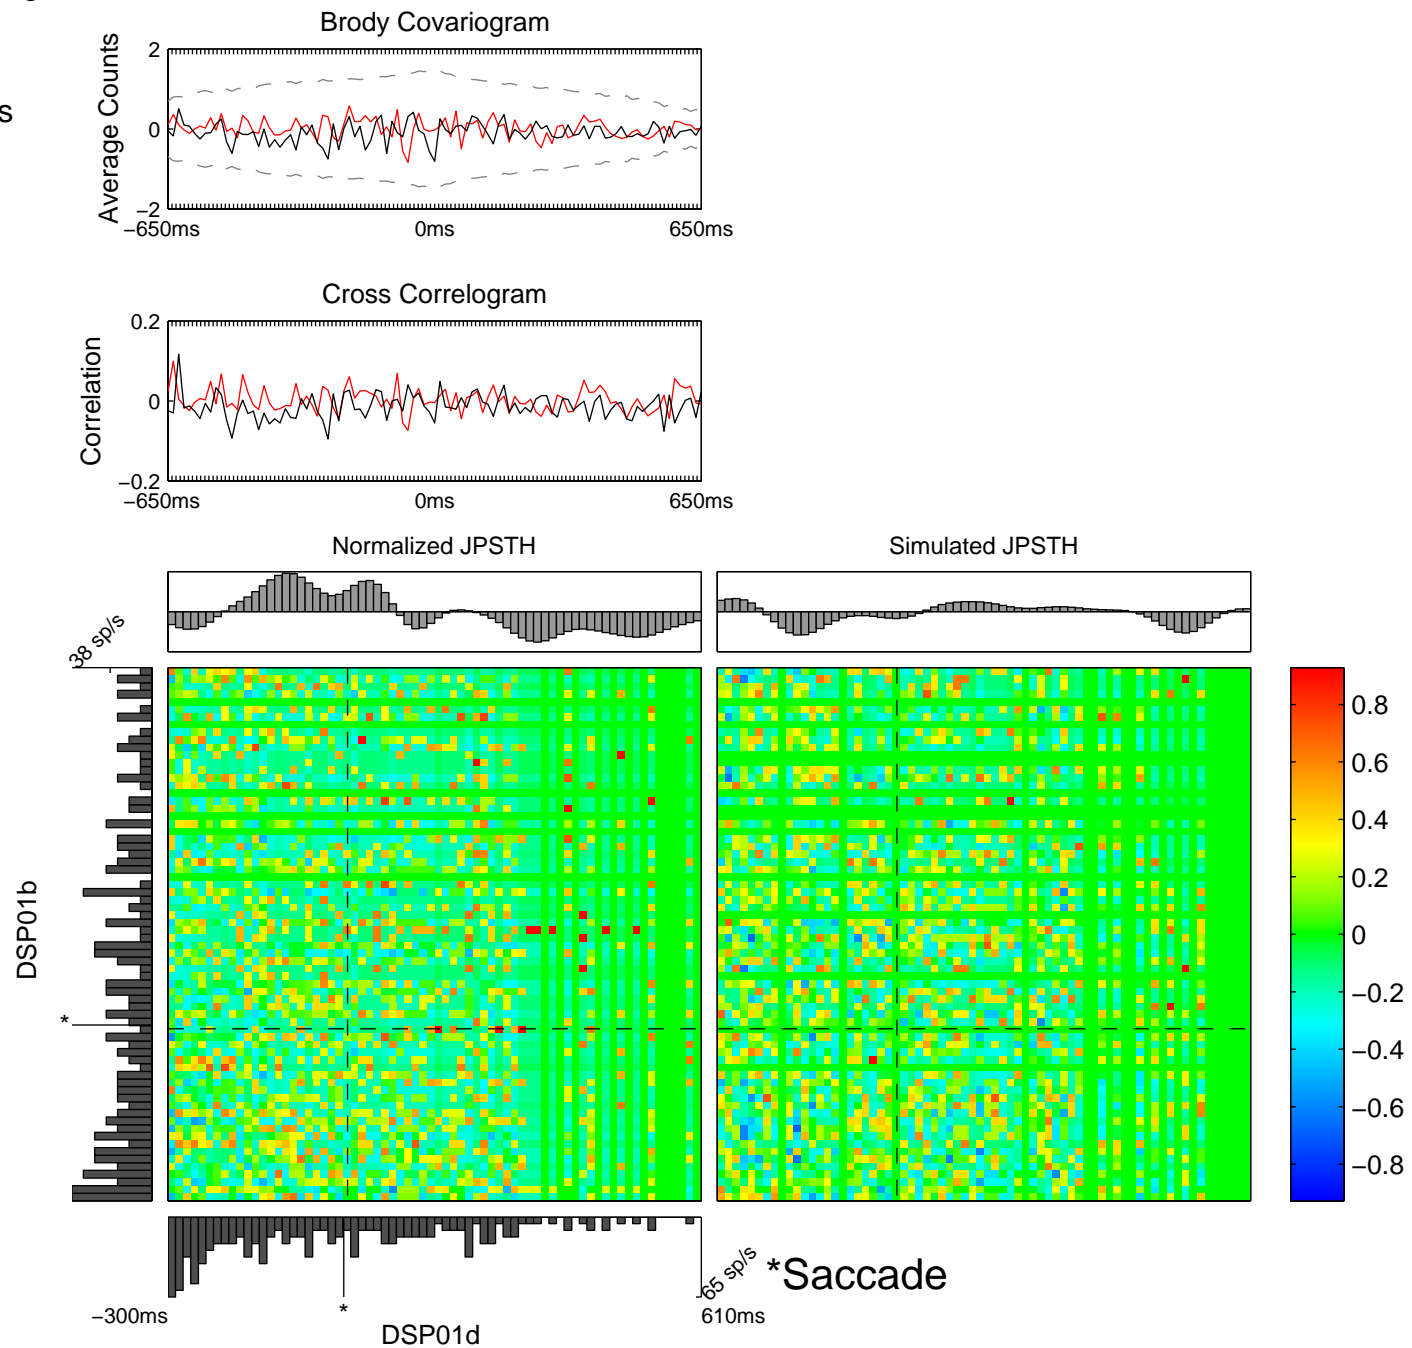 g
s
Brody Covariogram
Average Counts
2
0
−2
−650ms
0ms
650ms
Cross Correlogram
Correlation
0.2
0
−0.2
−650ms
0ms
650ms
Normalized JPSTH
Simulated JPSTH
38 sp/s
DSP01b
*
0.8
0.6
0.4
0.2
0
−0.2
−0.4
−0.6
−0.8
65 sp/s
*Saccade
*
−300ms
610ms
DSP01d